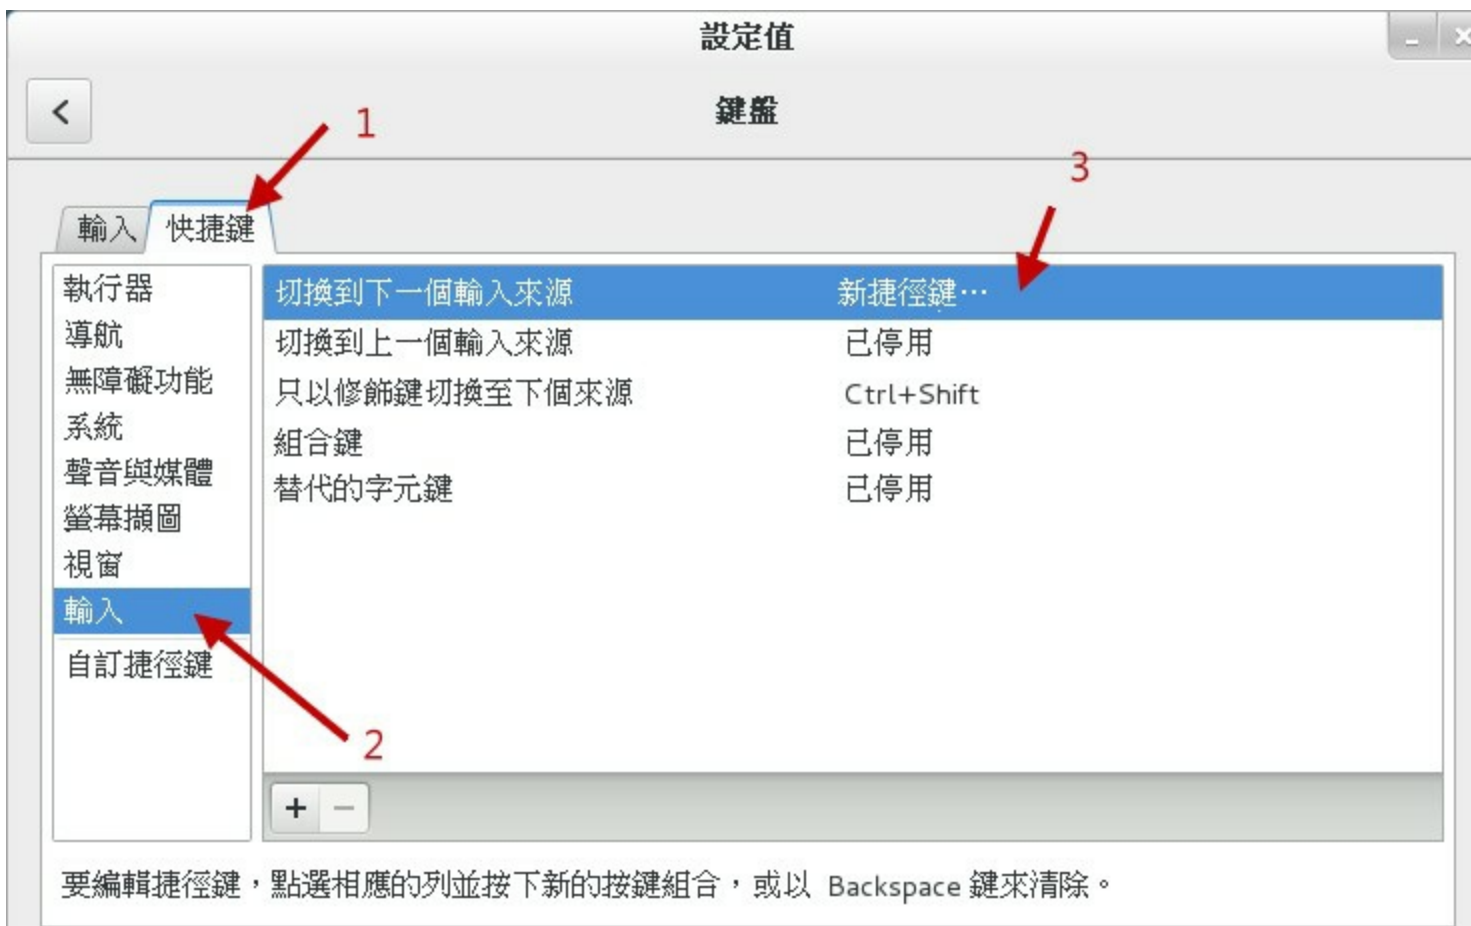 設定值
鍵盤
1
3
輸入 快捷鍵
執行器
導航
無障礙功能
系統
聲音與媒體
螢幕擷圖
視窗
輸入
自訂捷徑鍵
切換到下一個輸入來源 新捷徑鍵…
切換到上一個輸入來源 已停用
只以修飾鍵切換至下個來源 Ctrl+Shift
組合鍵 已停用
替代的字元鍵 已停用
2
要編輯捷徑鍵，點選相應的列並按下新的按鍵組合，或以 Backspace 鍵來清除。